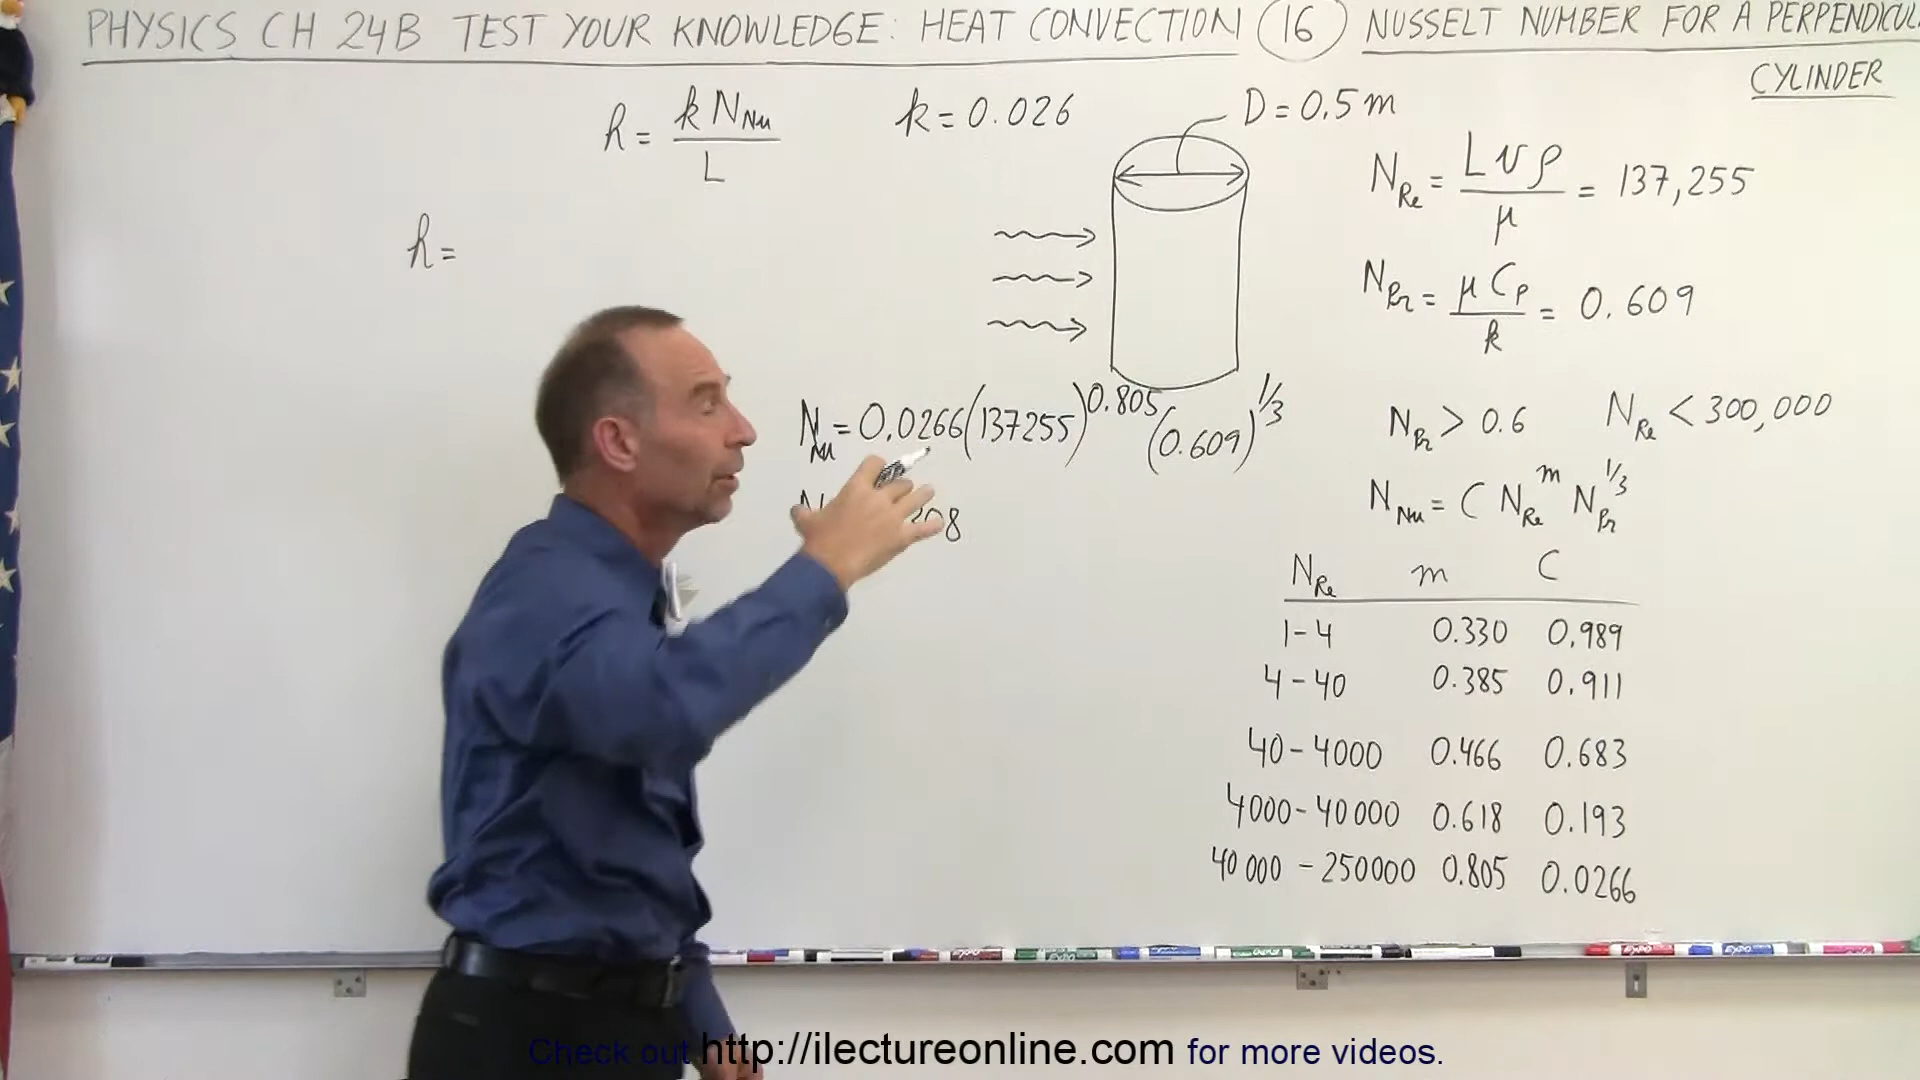 PHYSICS CH 24B TEST YOUR KNOWLEDGE: HEAT CONVECTION 16 NUSSELT NUMBER FOR A
CYLINDER
h = k N_Nu / L
k = 0.026
D = 0.5 m
N_Re = L v ρ / μ = 137,255
h =
N_Pr = μ C_P / k = 0.609
N_Nu = 0.0266 (137255)^0.805 (0.609)^1/3
N_Pr > 0.6 N_Re < 300,000
N_Nu = C N_Re^m N_Pr^1/3
N_Re m C
1-4 0.330 0.989
4-40 0.385 0.911
40-4000 0.466 0.683
4000-40000 0.618 0.193
40000-250000 0.805 0.0266
Check out http://ilectureonline.com for more videos.